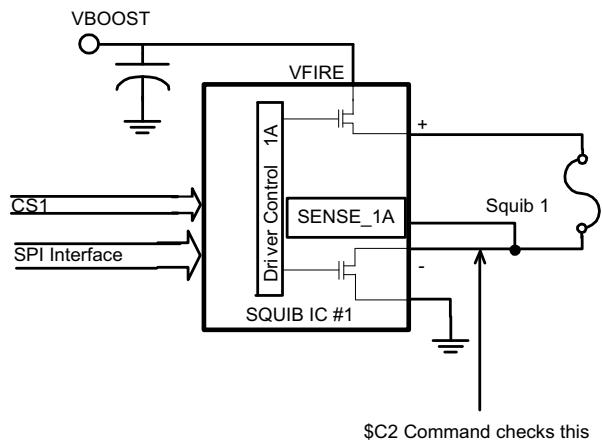 VBOOST
VFIRE
+
Driver Control 1A
CS1
SENSE_1A
Squib 1
SPI Interface
-
SQUIB IC #1
$C2 Command checks this